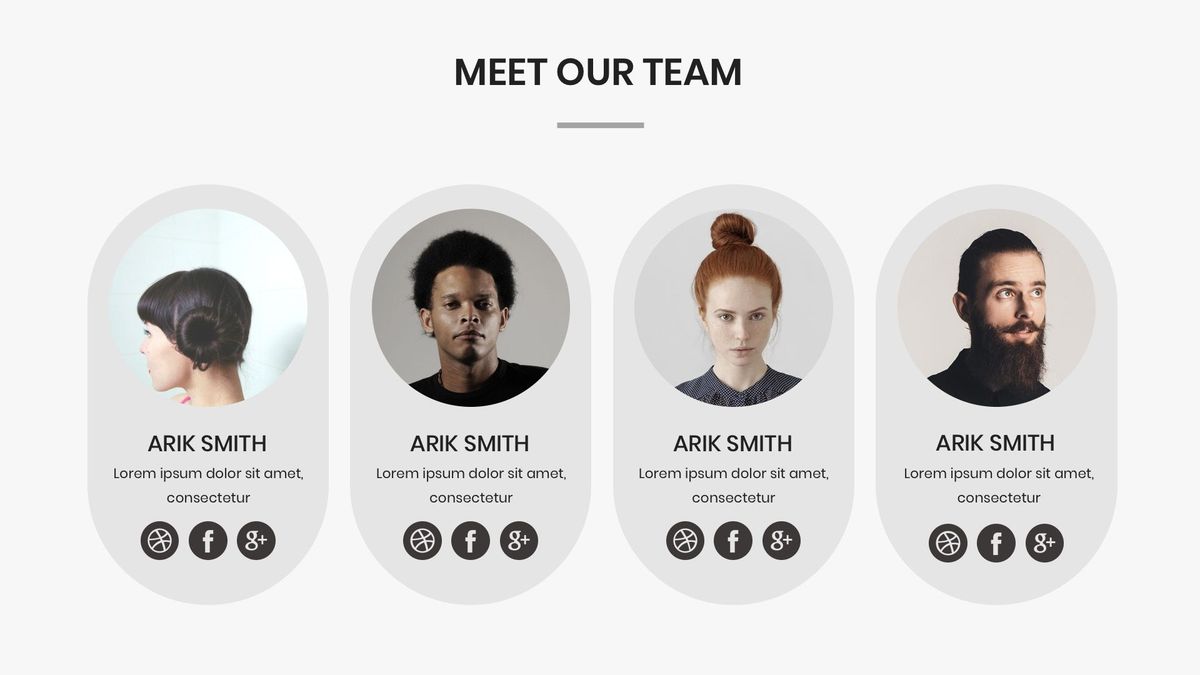 MEET OUR TEAM
ARIK SMITH
Lorem ipsum dolor sit amet,
consectetur
ARIK SMITH
Lorem ipsum dolor sit amet,
consectetur
ARIK SMITH
Lorem ipsum dolor sit amet,
consectetur
ARIK SMITH
Lorem ipsum dolor sit amet,
consectetur